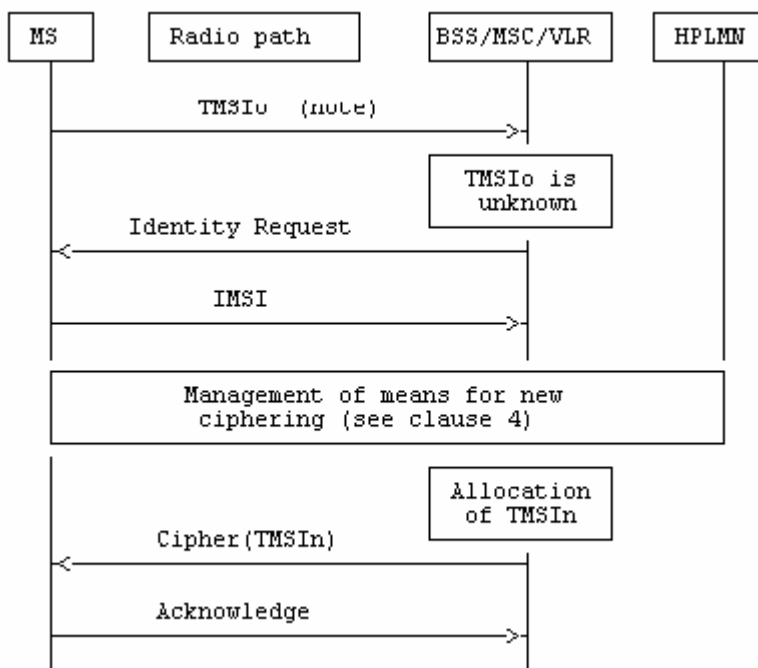 MS
Radio path
BSS/MSC/VLR
HPLMN
TMSIo (note)
TMSIo is
unknown
Identity Request
IMSI
Management of means for new
ciphering (see clause 4)
Allocation
of TMSIn
Cipher(TMSIn)
Acknowledge